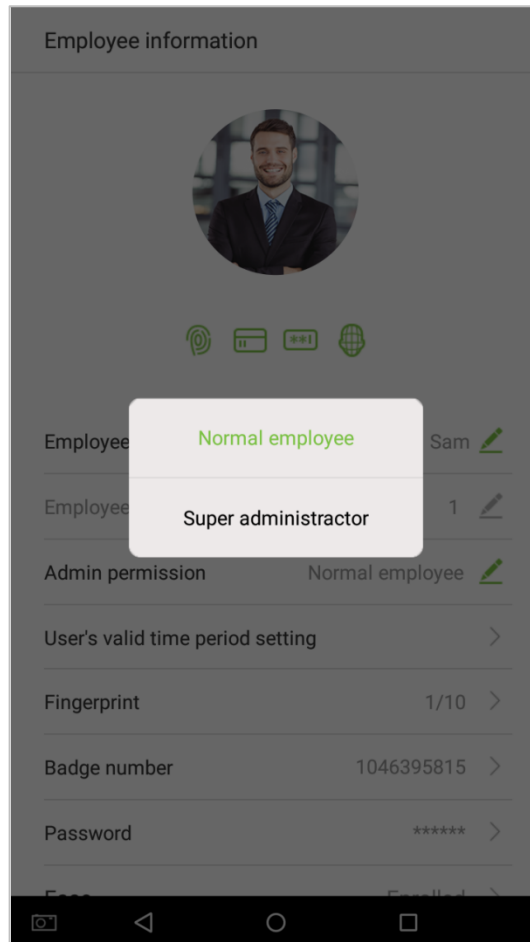 Employee information
**I
Employee
Normal employee
Sam
Employee
Super administractor
1
Admin permission
Normal employee
User's valid time period setting
Fingerprint
1/10
Badge number
1046395815
Password
******
Enrolled